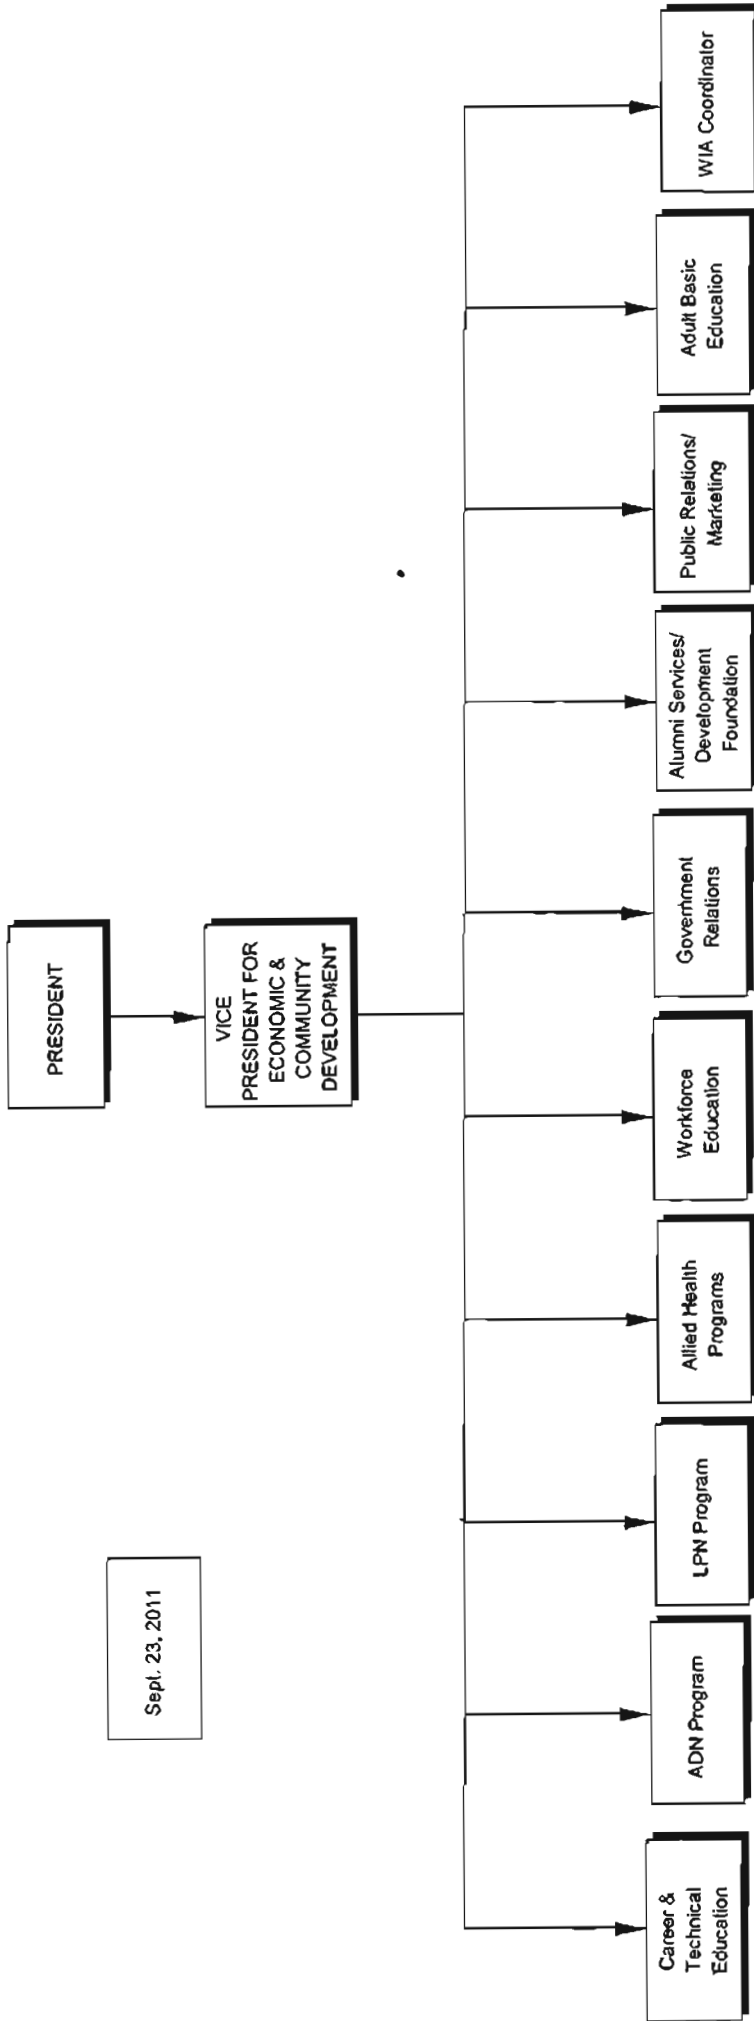 Sept. 23, 2011
PRESIDENT
VICE
PRESIDENT FOR
ECONOMIC &
COMMUNITY
DEVELOPMENT
Career &
Technical
Education
ADN Program
LPN Program
Allied Health
Programs
Workforce
Education
Government
Relations
Alumni Services/
Development
Foundation
Public Relations/
Marketing
Adult Basic
Education
WIA Coordinator